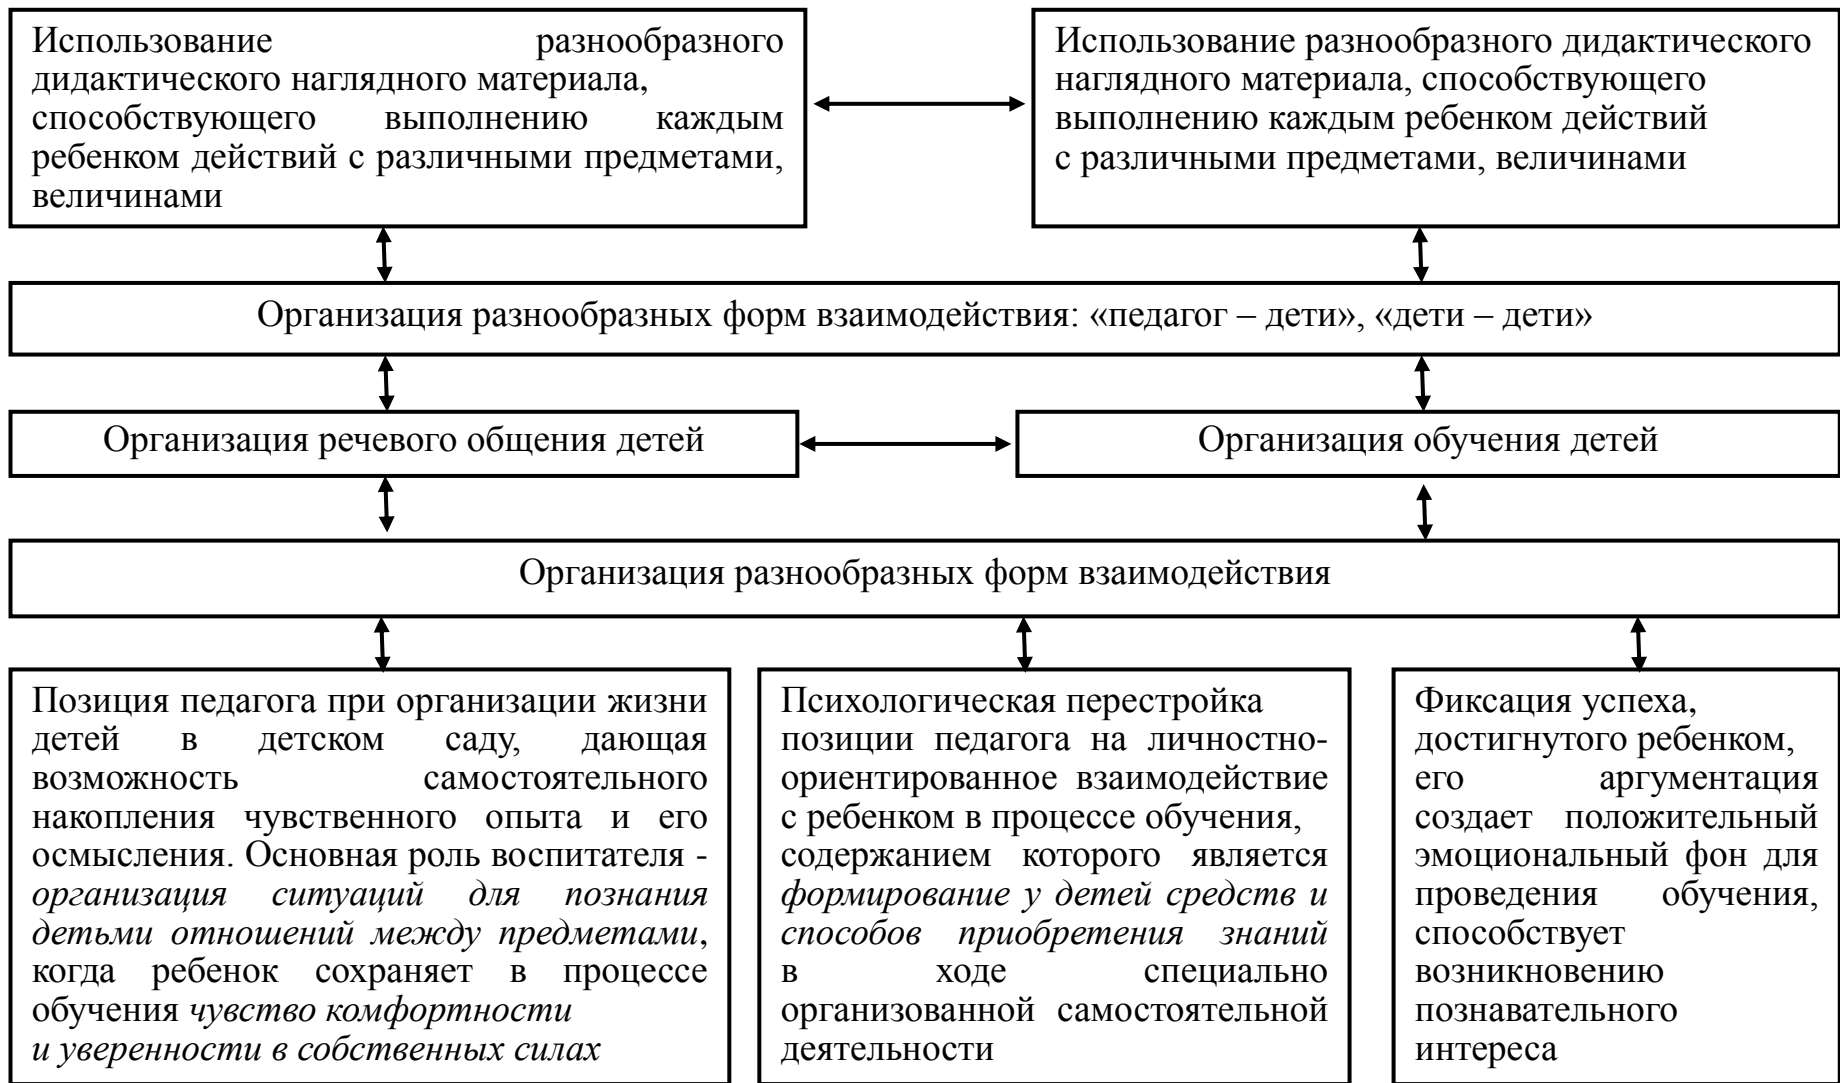 Использование разнообразного
дидактического наглядного материала,
способствующего выполнению каждым
ребенком действий с различными предметами,
величинами
Использование разнообразного дидактического
наглядного материала, способствующего
выполнению каждым ребенком действий
с различными предметами, величинами
Организация разнообразных форм взаимодействия: «педагог – дети», «дети – дети»
Организация речевого общения детей
Организация обучения детей
Организация разнообразных форм взаимодействия
Позиция педагога при организации жизни
детей в детском саду, дающая
возможность самостоятельного
накопления чувственного опыта и его
осмысления. Основная роль воспитателя -
организация ситуаций для познания
детьми отношений между предметами,
когда ребенок сохраняет в процессе
обучения чувство комфортности
и уверенности в собственных силах
Психологическая перестройка
позиции педагога на личностно-
ориентированное взаимодействие
с ребенком в процессе обучения,
содержанием которого является
формирование у детей средств и
способов приобретения знаний
в ходе специально
организованной самостоятельной
деятельности
Фиксация успеха,
достигнутого ребенком,
его аргументация
создает положительный
эмоциональный фон для
проведения обучения,
способствует
возникновению
познавательного
интереса